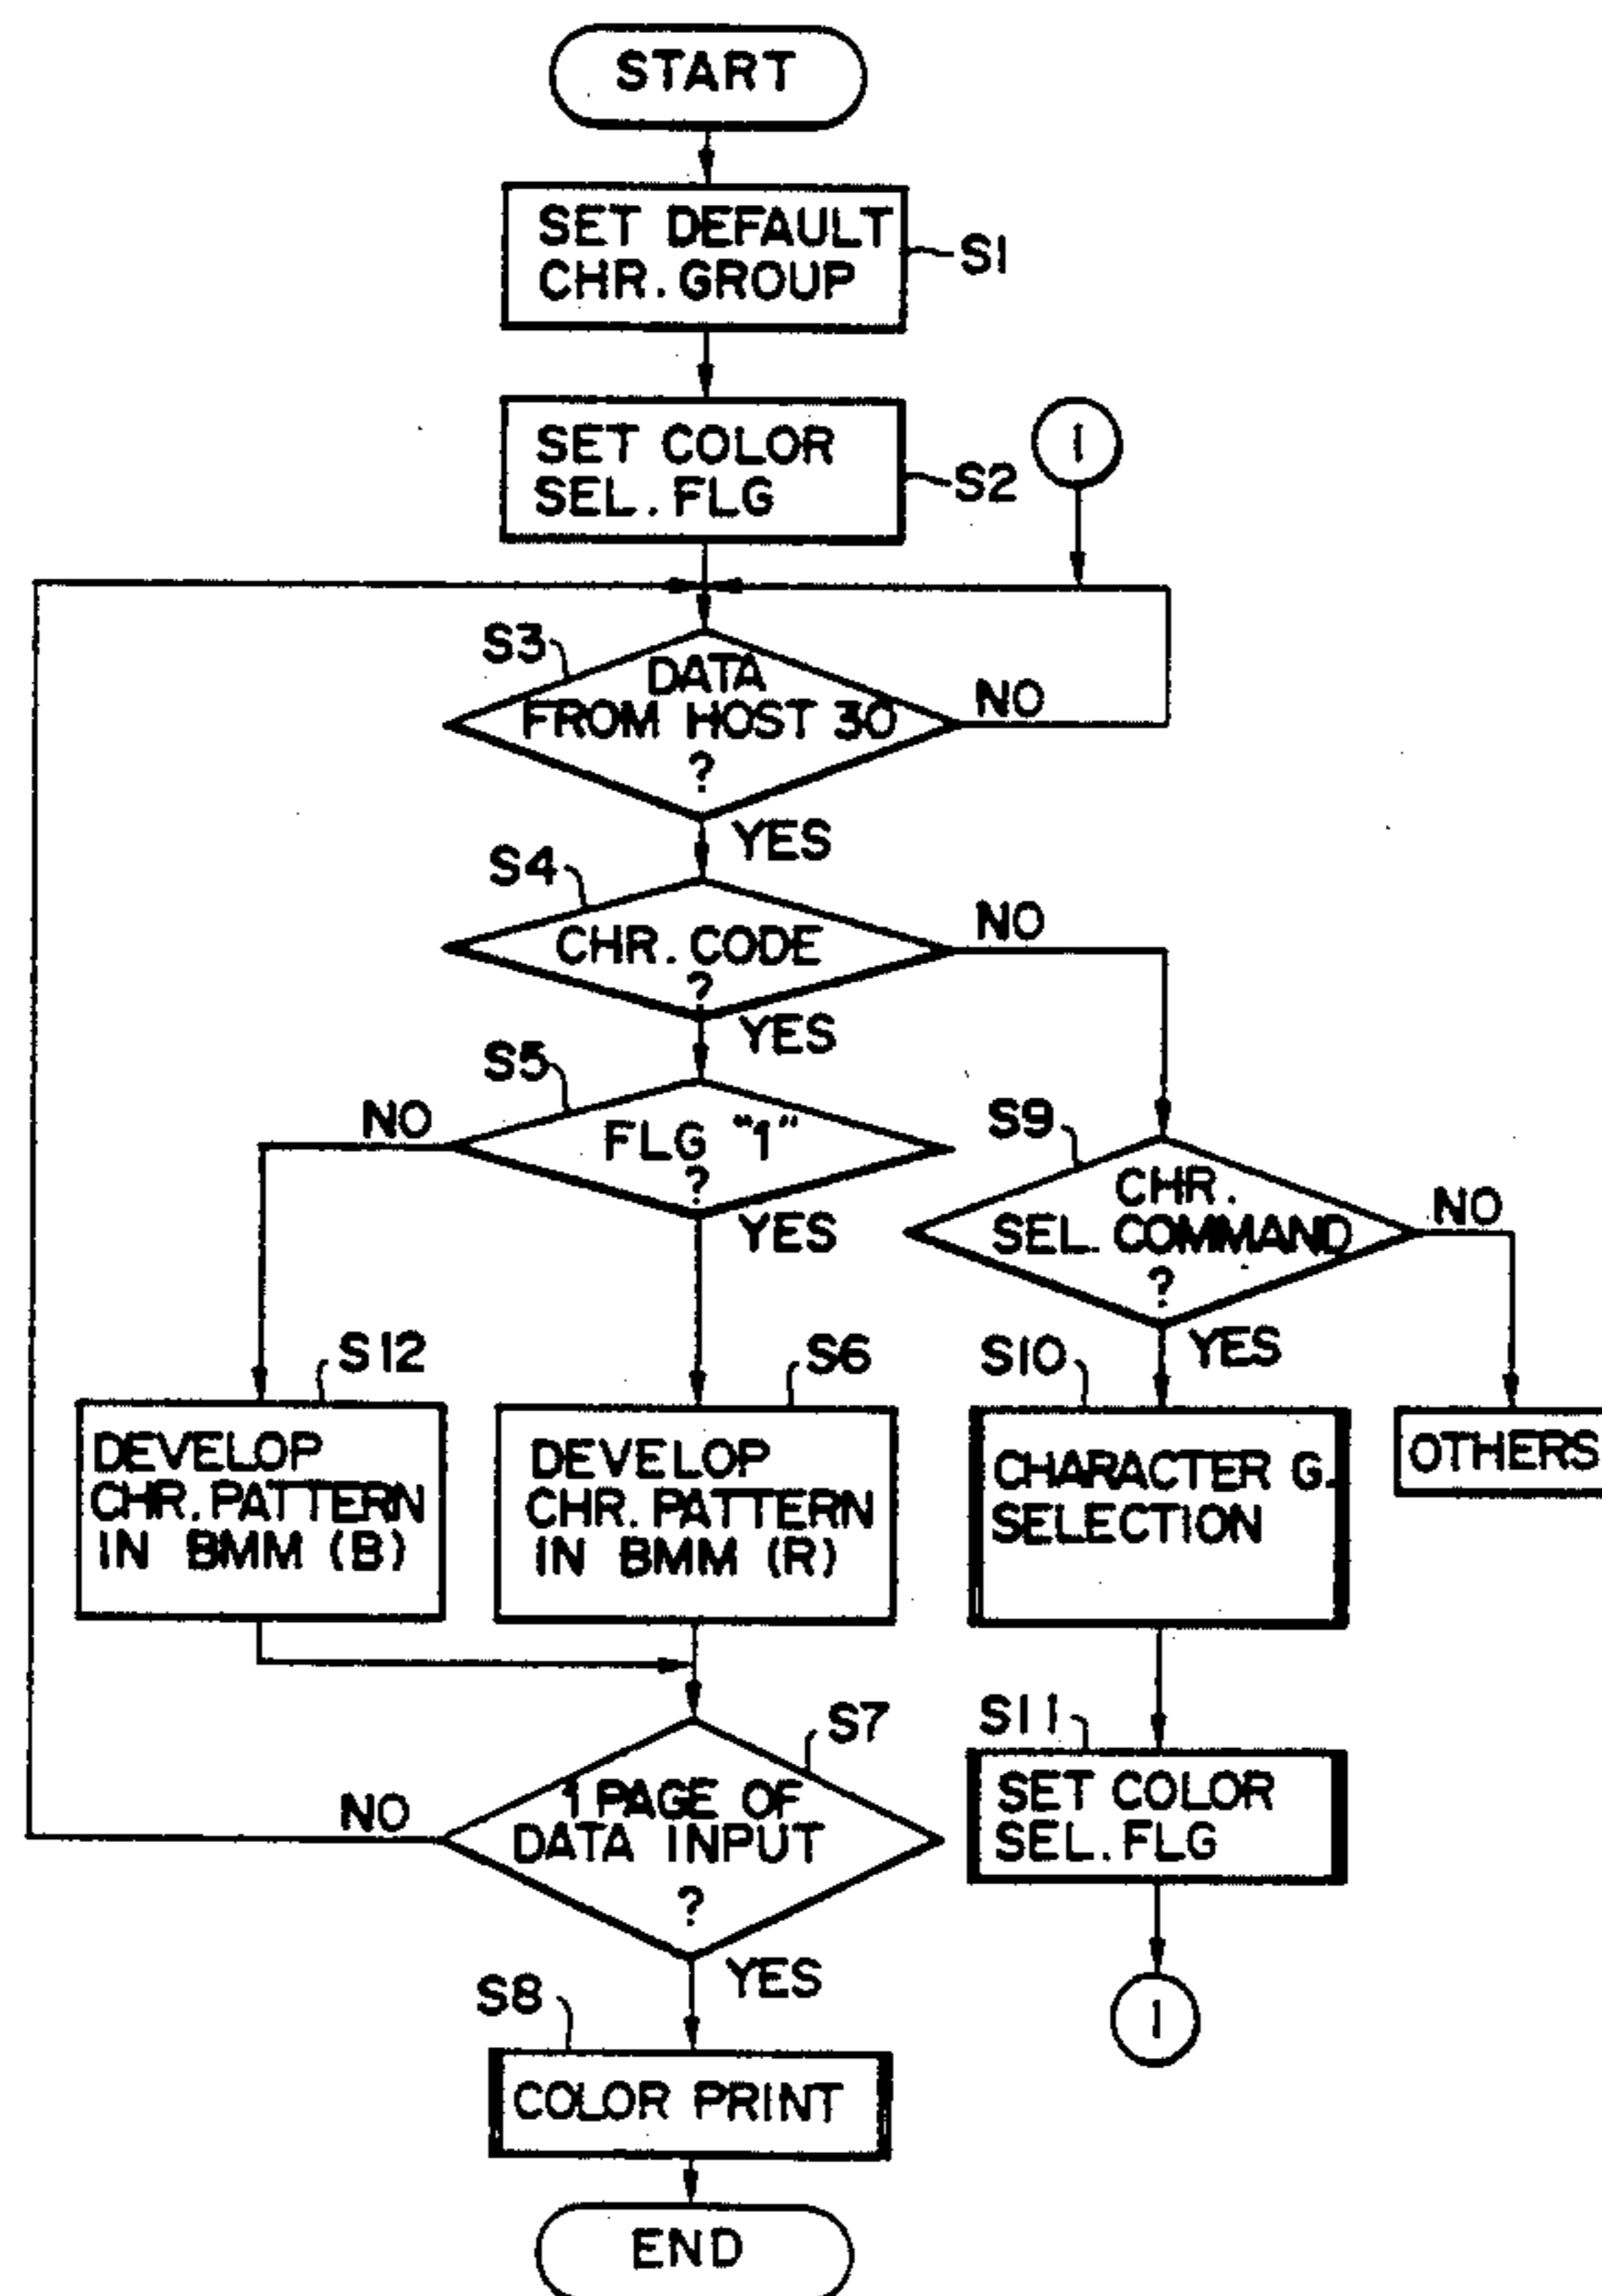 START
SET DEFAULT
CHR. GROUP
S1
SET COLOR
SEL. FLG
S2
1
S3
DATA
FROM HOST 30
?
NO
YES
S4
CHR. CODE
?
NO
YES
S5
FLG "1"
?
NO
YES
S9
CHR.
SEL. COMMAND
?
NO
YES
S12
DEVELOP
CHR. PATTERN
IN BMM (B)
S6
DEVELOP
CHR. PATTERN
IN BMM (R)
S10
CHARACTER G.
SELECTION
OTHERS
S7
1 PAGE OF
DATA INPUT
?
NO
YES
S11
SET COLOR
SEL. FLG
1
S8
COLOR PRINT
END